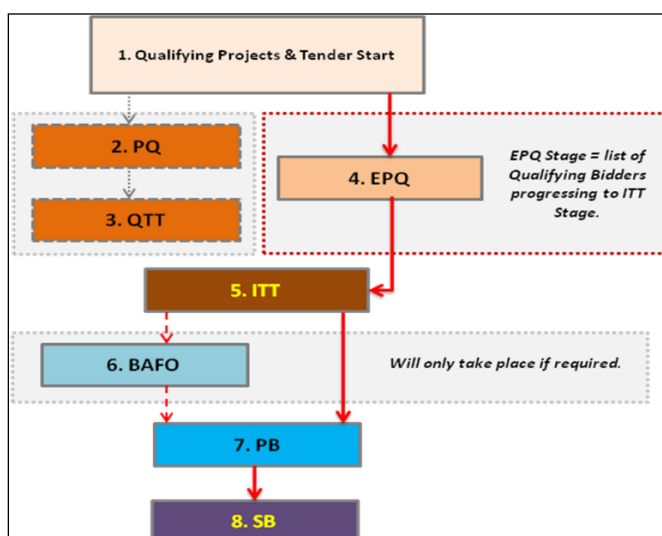 1. Qualifying Projects & Tender Start
2. PQ
3. QTT
4. EPQ
EPQ Stage = list of
Qualifying Bidders
progressing to ITT
Stage.
5. ITT
6. BAFO
Will only take place if required.
7. PB
8. SB